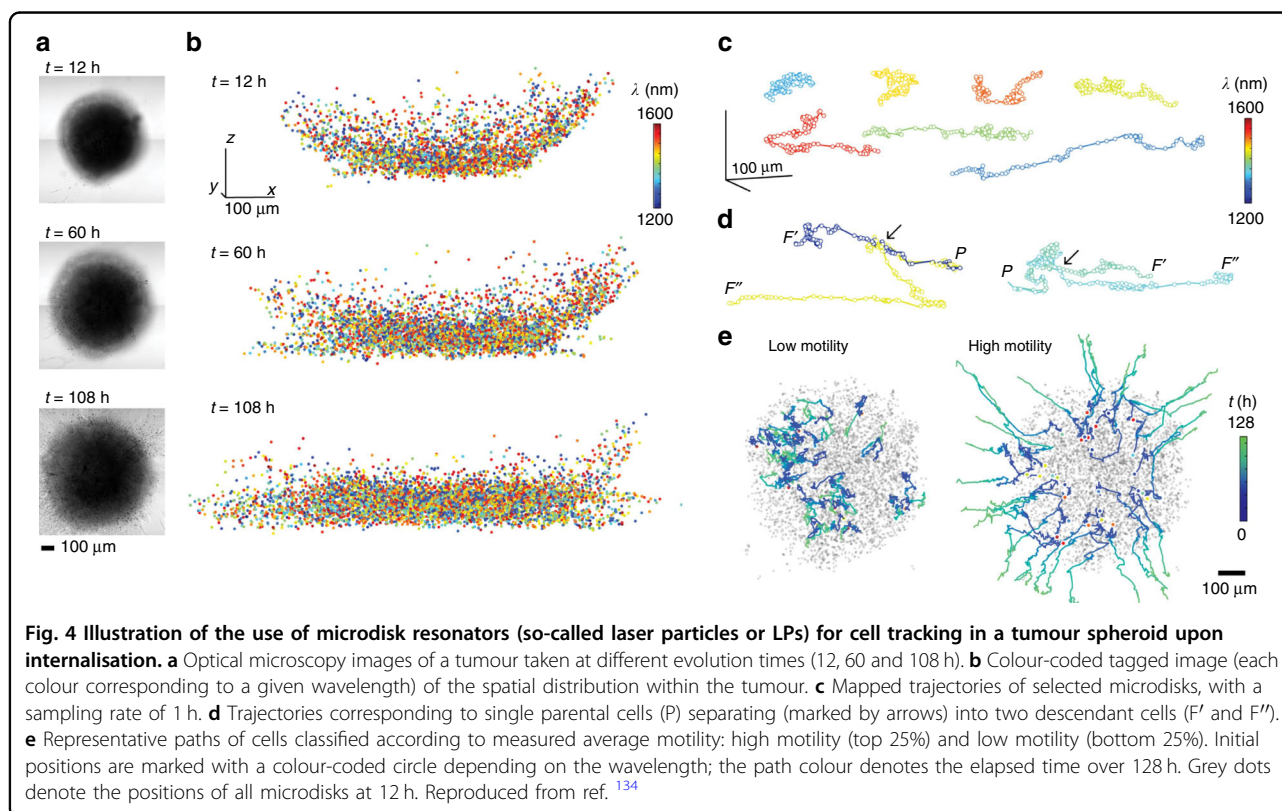 a
t = 12 h
t = 60 h
t = 108 h
100 μm
b
t = 12 h
z
y
x
100 μm
λ (nm)
1600
1200
t = 60 h
t = 108 h
c
λ (nm)
1600
1200
100 μm
d
F′
P
F″
P
F′
F″
e
Low motility
High motility
t (h)
128
0
100 μm
Fig. 4 Illustration of the use of microdisk resonators (so-called laser particles or LPs) for cell tracking in a tumour spheroid upon
internalisation. a Optical microscopy images of a tumour taken at different evolution times (12, 60 and 108 h). b Colour-coded tagged image (each
colour corresponding to a given wavelength) of the spatial distribution within the tumour. c Mapped trajectories of selected microdisks, with a
sampling rate of 1 h. d Trajectories corresponding to single parental cells (P) separating (marked by arrows) into two descendant cells (F′ and F″).
e Representative paths of cells classified according to measured average motility: high motility (top 25%) and low motility (bottom 25%). Initial
positions are marked with a colour-coded circle depending on the wavelength; the path colour denotes the elapsed time over 128 h. Grey dots
denote the positions of all microdisks at 12 h. Reproduced from ref. 134